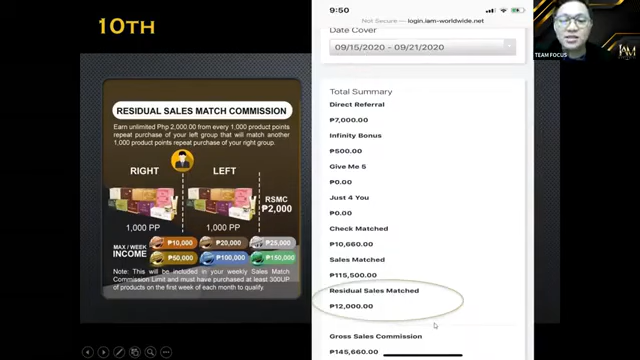 10TH
RESIDUAL SALES MATCH COMMISSION
Earn unlimited Php 2,000.00 from every 1,000 product points
repeat purchase of your left group that will match another
1,000 product points repeat purchase of your right group.
RIGHT
LEFT
RSMC
₱2,000
1,000 PP
1,000 PP
MAX / WEEK
INCOME
₱10,000
₱20,000
₱25,000
₱50,000
₱100,000
₱150,000
Note: This will be included in your weekly Sales Match
Commission Limit and must have purchased at least 300UP
of products on the first week of each month to qualify.
9:50
Not Secure — login.iam-worldwide.net
Date Cover
09/15/2020 - 09/21/2020
Total Summary
Direct Referral
₱7,000.00
Infinity Bonus
₱500.00
Give Me 5
₱0.00
Just 4 You
₱0.00
Check Matched
₱10,660.00
Sales Matched
₱115,500.00
Residual Sales Matched
₱12,000.00
Gross Sales Commission
₱145,660.00
TEAM FOCUS
IAM